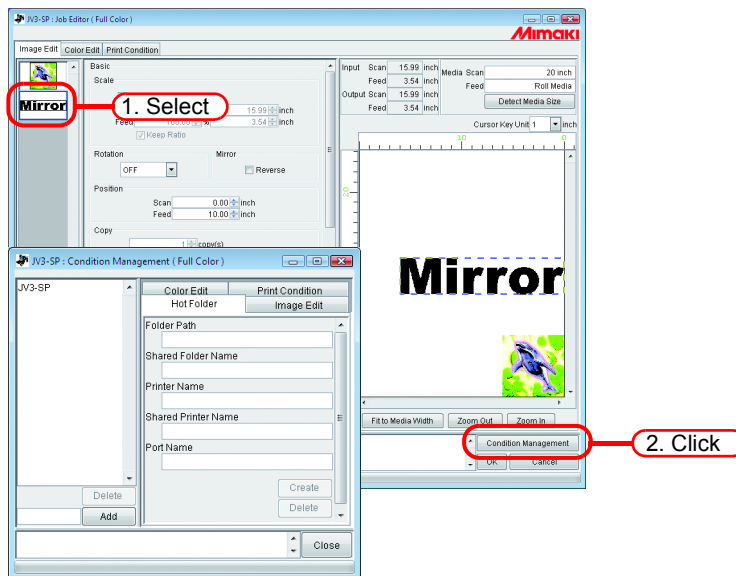 JV3-SP : Job Editor ( Full Color )
Mimaki
Image Edit Color Edit Print Condition
Mirror
1. Select
Basic
Scale
15.99 inch
Feed 100.00 % 3.54 inch
Keep Ratio
Rotation Mirror
OFF Reverse
Position
Scan 0.00 inch
Feed 10.00 inch
Copy
1 copy(s)
Input Scan 15.99 inch
Feed 3.54 inch
Output Scan 15.99 inch
Feed 3.54 inch
Media Scan 20 inch
Feed Roll Media
Detect Media Size
Cursor Key Unit 1 inch
10 0
20
Mirror
Fit to Media Width Zoom Out Zoom In
Condition Management
OK Cancel
2. Click
JV3-SP : Condition Management ( Full Color )
JV3-SP
Color Edit Print Condition
Hot Folder Image Edit
Folder Path
Shared Folder Name
Printer Name
Shared Printer Name
Port Name
Create
Delete
Delete
Add
Close